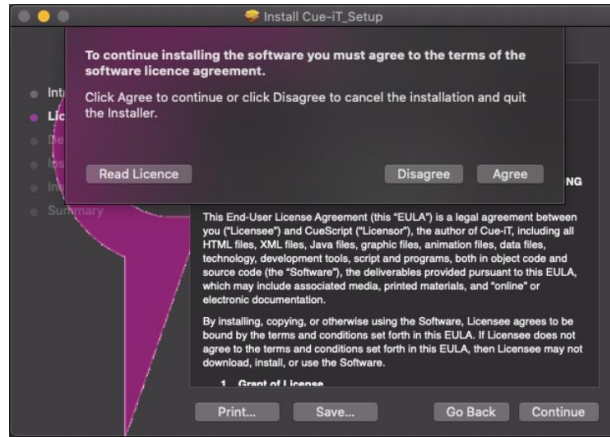 Install Cue-iT_Setup
To continue installing the software you must agree to the terms of the
software licence agreement.
Click Agree to continue or click Disagree to cancel the installation and quit
the Installer.
Read Licence
Disagree
Agree
Summary
NG
This End-User License Agreement (this “EULA”) is a legal agreement between
you (“Licensee”) and CueScript (“Licensor”), the author of Cue-iT, including all
HTML files, XML files, Java files, graphic files, animation files, data files,
technology, development tools, script and programs, both in object code and
source code (the “Software”), the deliverables provided pursuant to this EULA,
which may include associated media, printed materials, and “online” or
electronic documentation.
By installing, copying, or otherwise using the Software, Licensee agrees to be
bound by the terms and conditions set forth in this EULA. If Licensee does not
agree to the terms and conditions set forth in this EULA, then Licensee may not
download, install, or use the Software.
1. Grant of License
Print...
Save...
Go Back
Continue